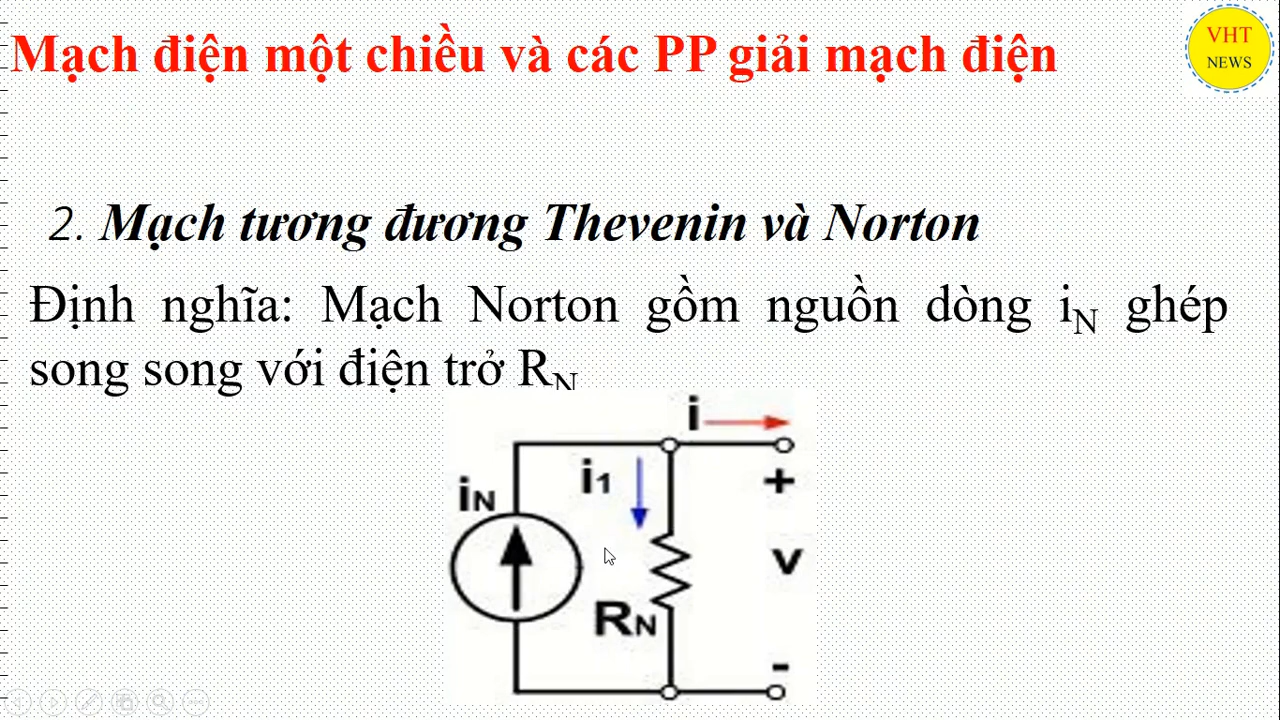 Mạch điện một chiều và các PP giải mạch điện
VHT
NEWS
2. Mạch tương đương Thevenin và Norton
Định nghĩa: Mạch Norton gồm nguồn dòng iN ghép
song song với điện trở RN
i
i1
iN
+
v
RN
-